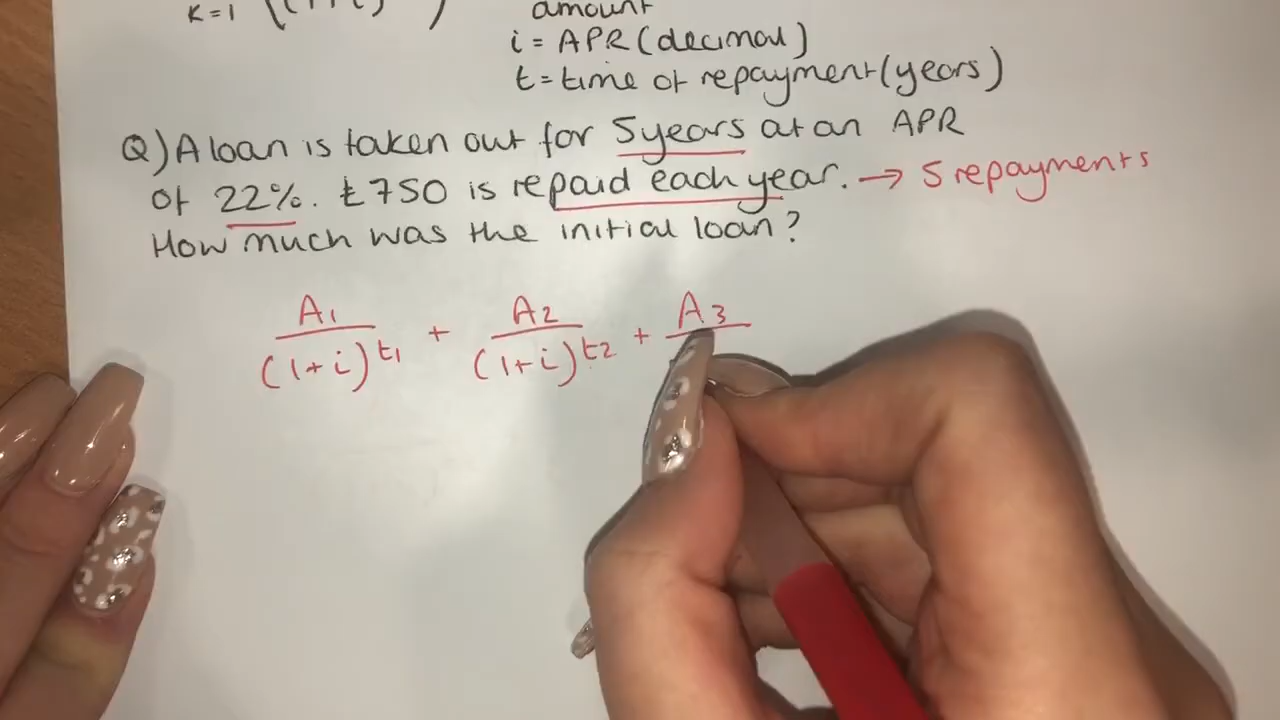 K=1
amount
i = APR (decimal)
t = time of repayment (years)
Q) A loan is taken out for 5 years at an APR
of 22%. £750 is repaid each year. → 5 repayments
How much was the initial loan?
A1/(1+i)^t1 + A2/(1+i)^t2 + A3